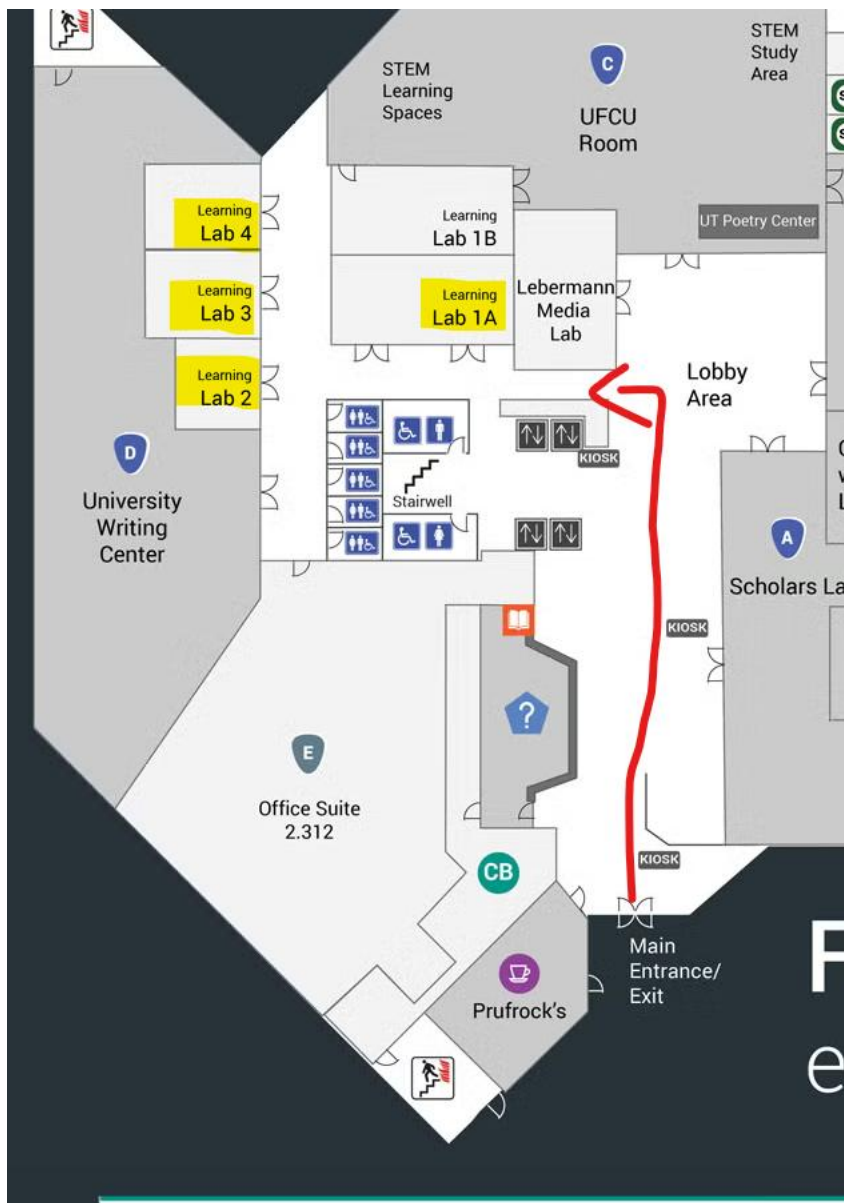 STEM
Learning
Spaces
C
UFCU
Room
STEM
Study
Area
S
S
UT Poetry Center
Learning
Lab 4
Learning
Lab 1B
Learning
Lab 3
Learning
Lab 1A
Lebermann
Media
Lab
Learning
Lab 2
Lobby
Area
D
University
Writing
Center
KIOSK
Stairwell
A
Scholars La
KIOSK
?
E
Office Suite
2.312
KIOSK
CB
Main
Entrance/
Exit
Prufrock's
e